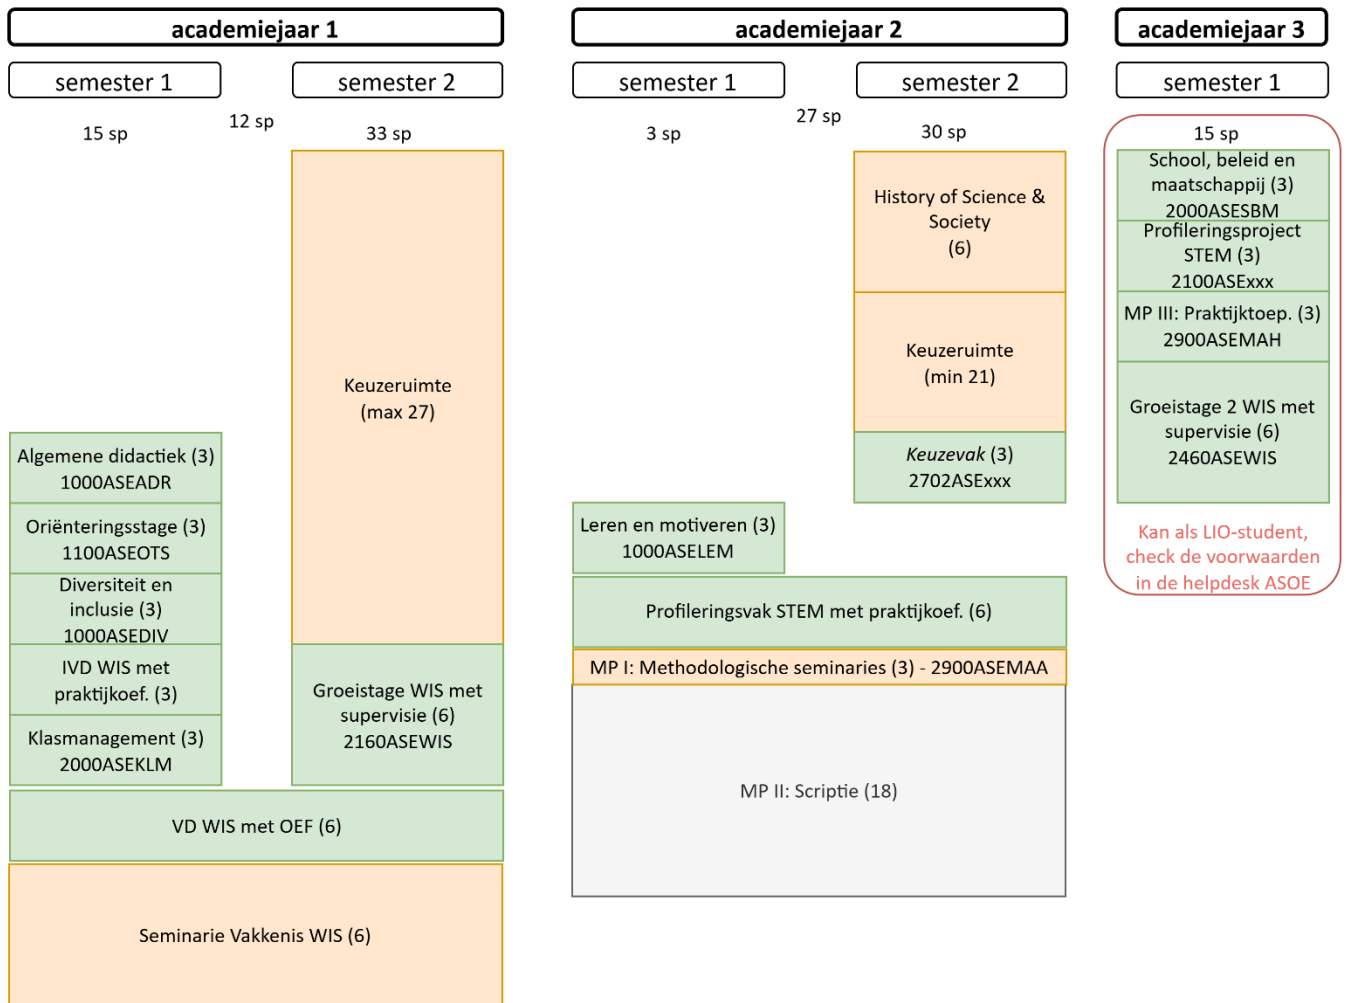 academiejaar 1
semester 1
semester 2
15 sp
12 sp
33 sp
Keuzeruimte
(max 27)
Algemene didactiek (3)
1000ASEADR
Oriënteringsstage (3)
1100ASEOTS
Diversiteit en
inclusie (3)
1000ASEDIV
IVD WIS met
praktijkoef. (3)
Klasmanagement (3)
2000ASEKLM
Groeistage WIS met
supervisie (6)
2160ASEWIS
VD WIS met OEF (6)
Seminarie Vakkenis WIS (6)
academiejaar 2
semester 1
semester 2
3 sp
27 sp
30 sp
History of Science &
Society
(6)
Keuzeruimte
(min 21)
Keuzevak (3)
2702ASExxx
Leren en motiveren (3)
1000ASELEM
Profileringsvak STEM met praktijkoef. (6)
MP I: Methodologische seminaries (3) - 2900ASEMAA
MP II: Scriptie (18)
academiejaar 3
semester 1
15 sp
School, beleid en
maatschappij (3)
2000ASESBM
Profileringsproject
STEM (3)
2100ASExxx
MP III: Praktijktoep. (3)
2900ASEMAH
Groeistage 2 WIS met
supervisie (6)
2460ASEWIS
Kan als LIO-student,
check de voorwaarden
in de helpdesk ASOE